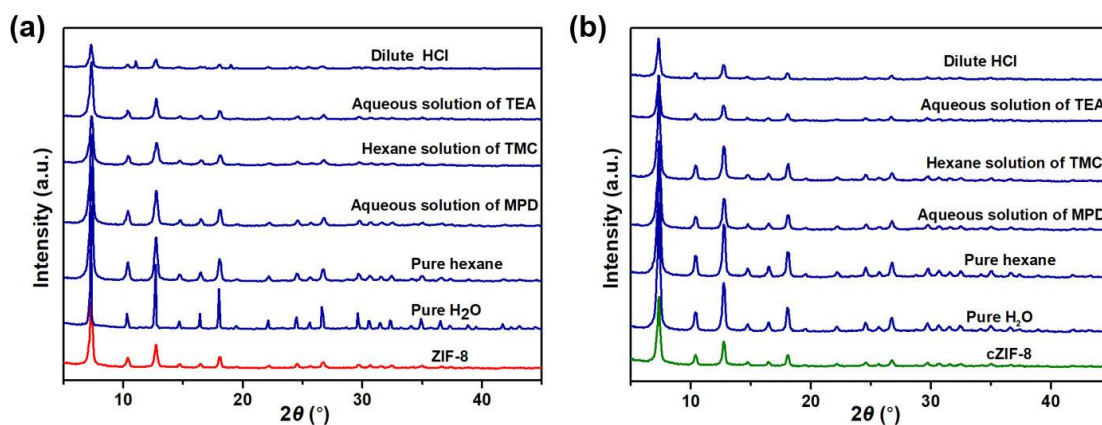 (a)
Intensity (a.u.)
Dilute HCl
Aqueous solution of TEA
Hexane solution of TMC
Aqueous solution of MPD
Pure hexane
Pure H2O
ZIF-8
10 20 30 40
2θ (°)
(b)
Intensity (a.u.)
Dilute HCl
Aqueous solution of TEA
Hexane solution of TMC
Aqueous solution of MPD
Pure hexane
Pure H₂O
cZIF-8
10 20 30 40
2θ (°)